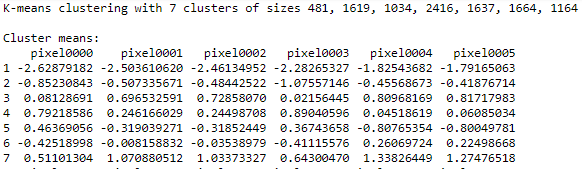 K-means clustering with 7 clusters of sizes 481, 1619, 1034, 2416, 1637, 1664, 1164
Cluster means:
pixel0000 pixel0001 pixel0002 pixel0003 pixel0004 pixel0005
1 -2.62879182 -2.503610620 -2.46134952 -2.28265327 -1.82543682 -1.79165063
2 -0.85230843 -0.507335671 -0.48442522 -1.07557146 -0.45568673 -0.41876714
3 0.08128691 0.696532591 0.72858070 0.02156445 0.80968169 0.81717983
4 0.79218586 0.246166029 0.24498708 0.89040596 0.04518619 0.06085034
5 0.46369056 -0.319039271 -0.31852449 0.36743658 -0.80765354 -0.80049781
6 -0.42518998 -0.008158832 -0.03538979 -0.41115576 0.26069724 0.22498668
7 0.51101304 1.070880512 1.03373327 0.64300470 1.33826449 1.27476518